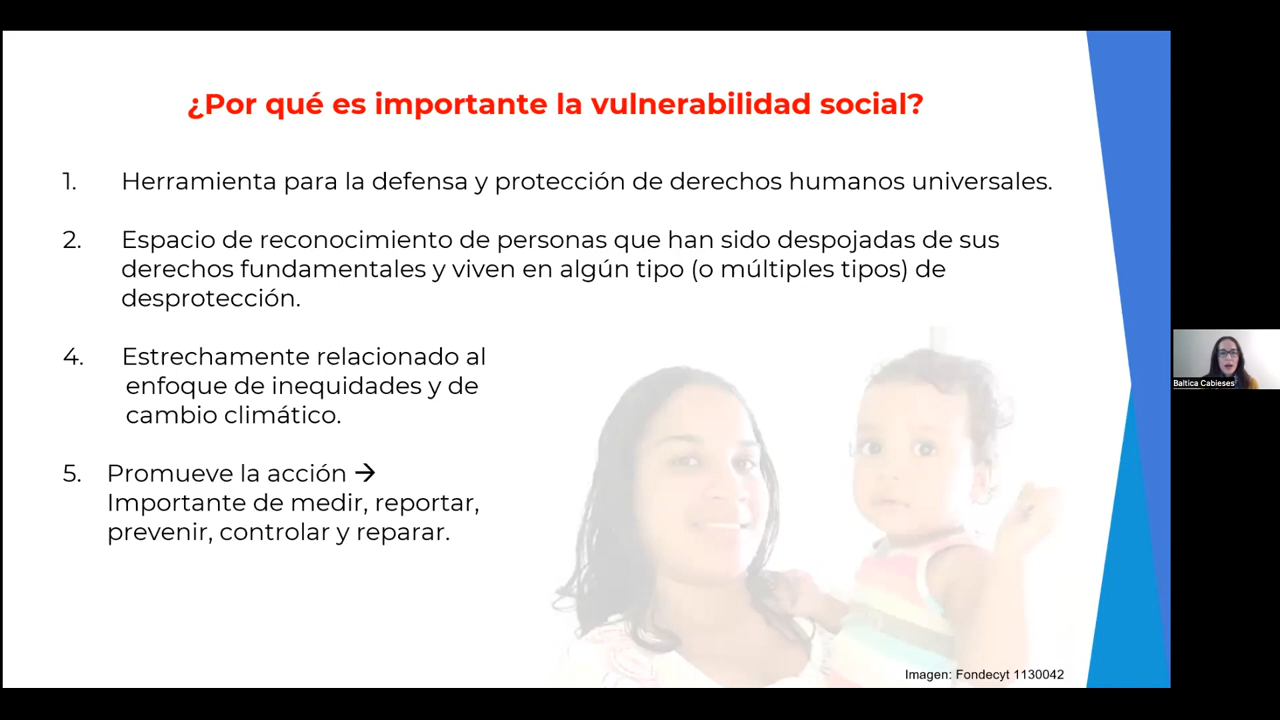 ¿Por qué es importante la vulnerabilidad social?
1. Herramienta para la defensa y protección de derechos humanos universales.
2. Espacio de reconocimiento de personas que han sido despojadas de sus
derechos fundamentales y viven en algún tipo (o múltiples tipos) de
desprotección.
4. Estrechamente relacionado al
enfoque de inequidades y de
cambio climático.
5. Promueve la acción →
Importante de medir, reportar,
prevenir, controlar y reparar.
Imagen: Fondecyt 1130042
Baltica Cabieses